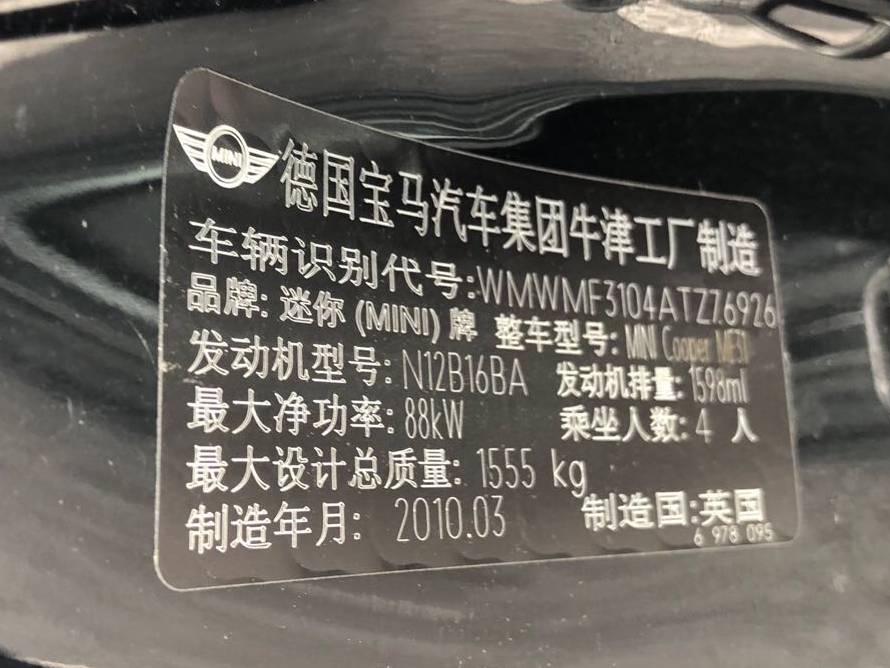 MINI 德国宝马汽车集团牛津工厂制造
车辆识别代号:WMWMF3104ATZ76926
品牌: 迷你 (MINI) 牌 整车型号: MINI Cooper MF31
发动机型号: N12B16BA 发动机排量: 1598ml
最大净功率: 88kW 乘坐人数: 4 人
最大设计总质量: 1555 kg
制造年月: 2010.03 制造国:英国
6 978 095